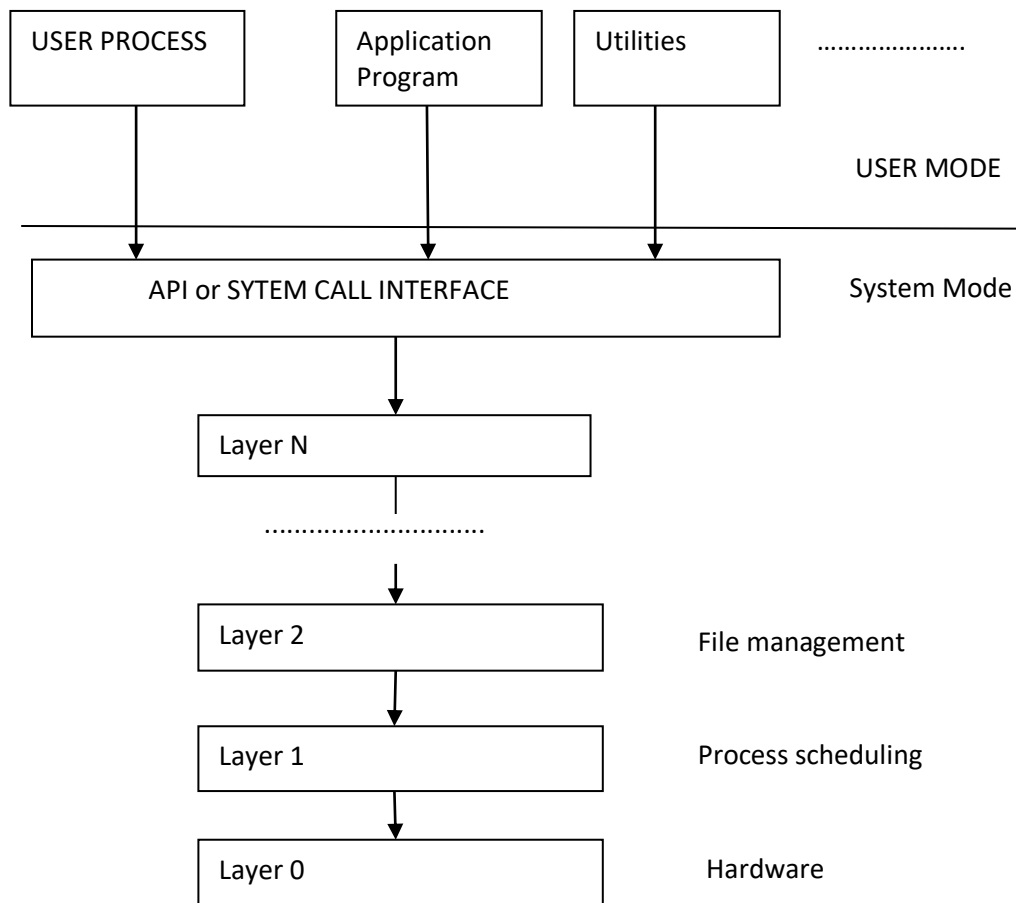 USER PROCESS
Application
Program
Utilities
………………….
USER MODE
API or SYTEM CALL INTERFACE
System Mode
Layer N
..............................
Layer 2
File management
Layer 1
Process scheduling
Layer 0
Hardware